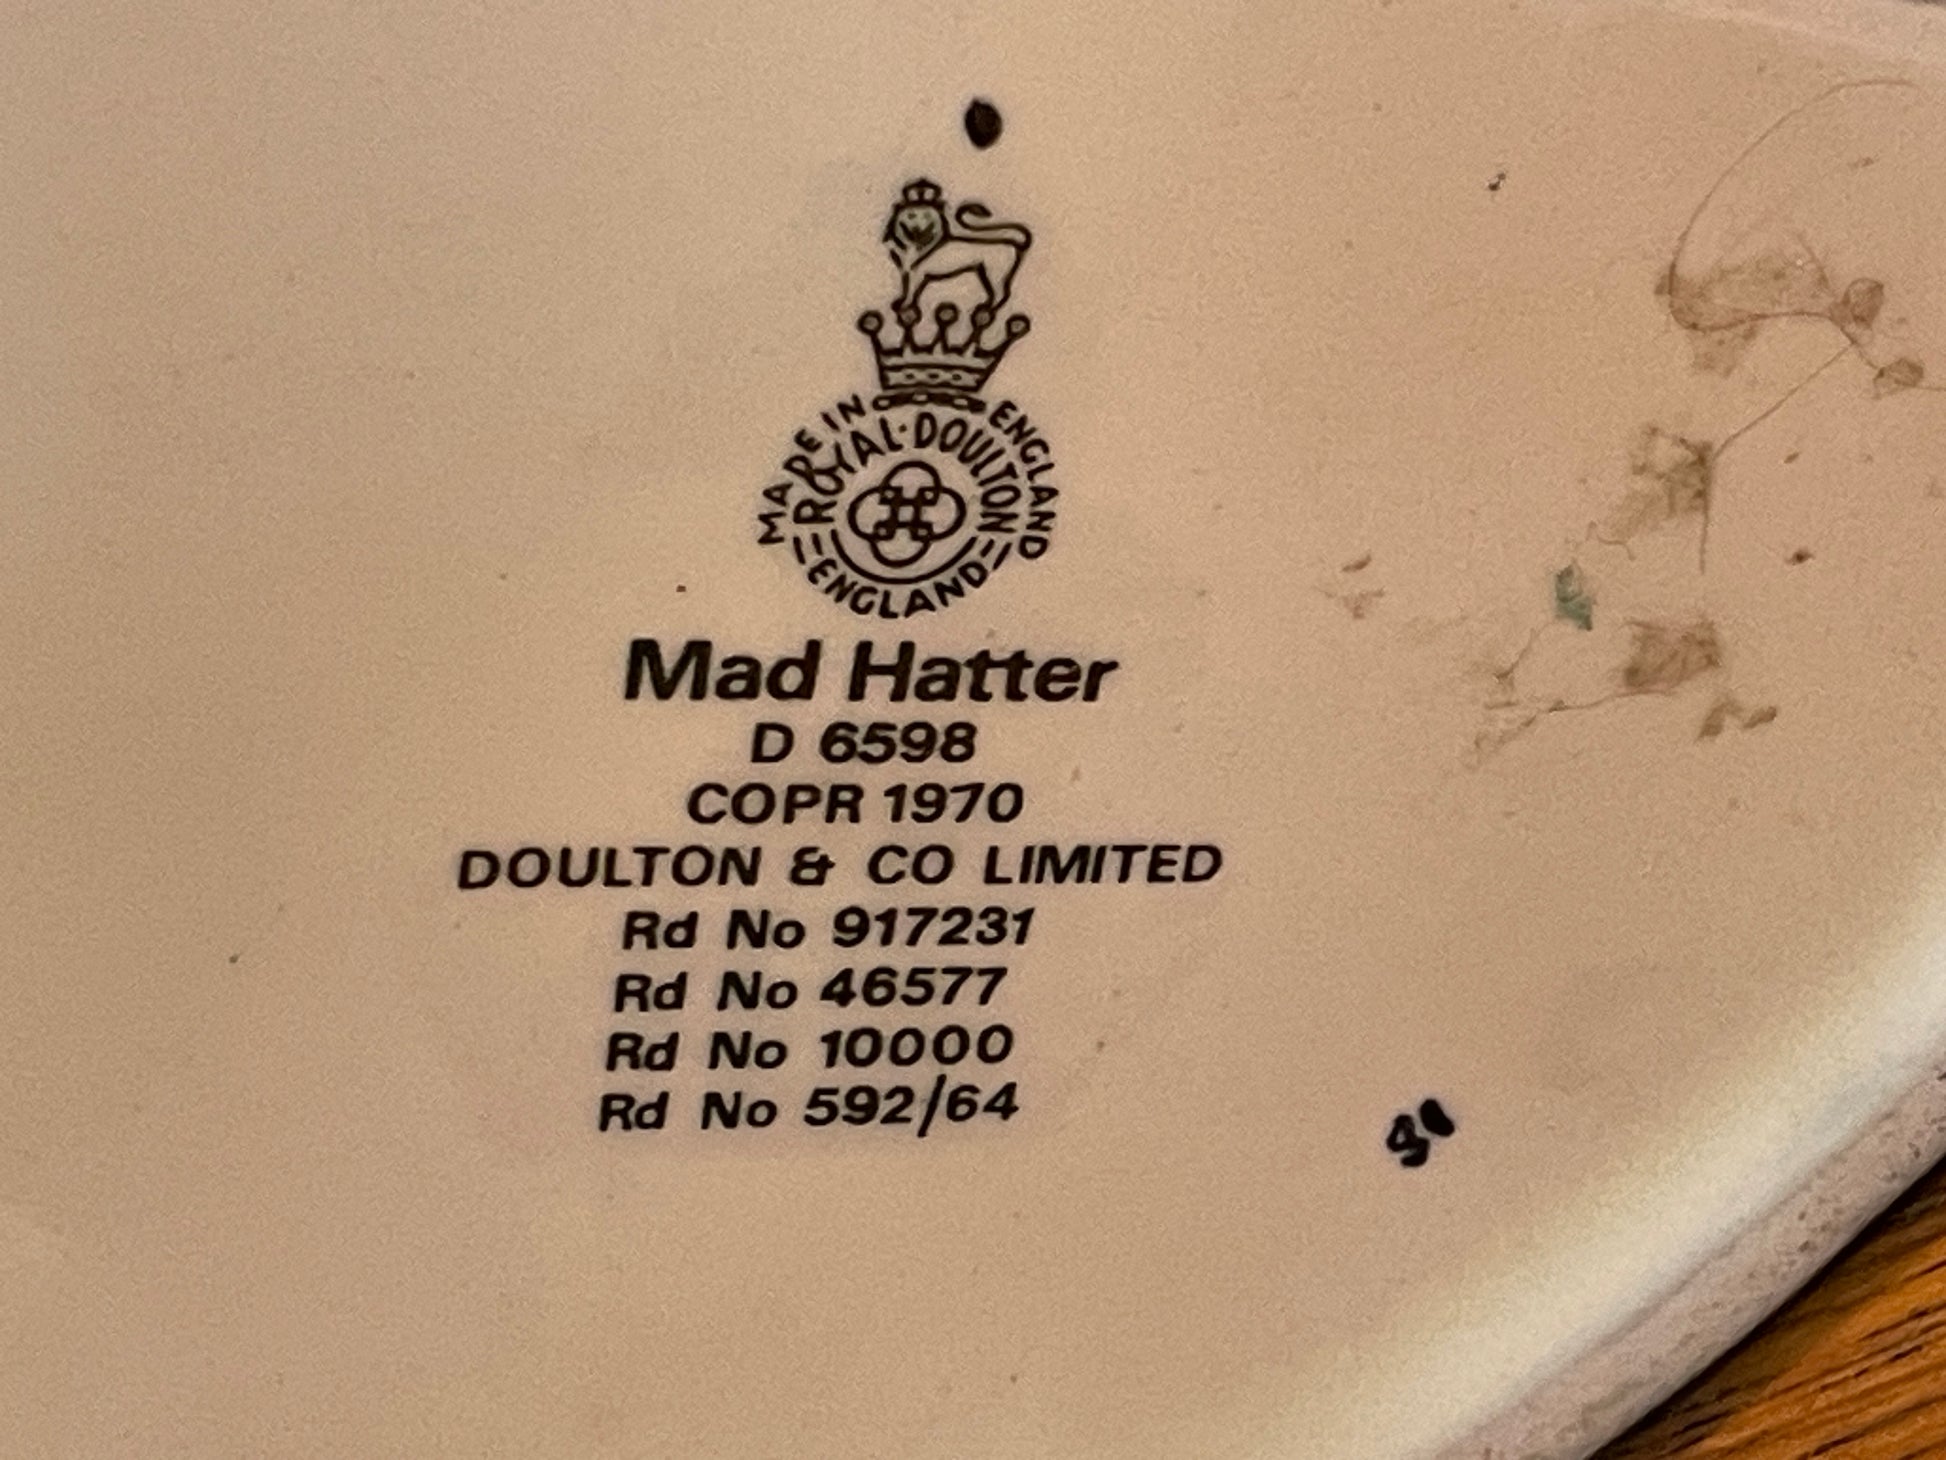 MADE IN ENGLAND
ROYAL·DOULTON
ENGLAND
Mad Hatter
D 6598
COPR 1970
DOULTON & CO LIMITED
Rd No 917231
Rd No 46577
Rd No 10000
Rd No 592/64